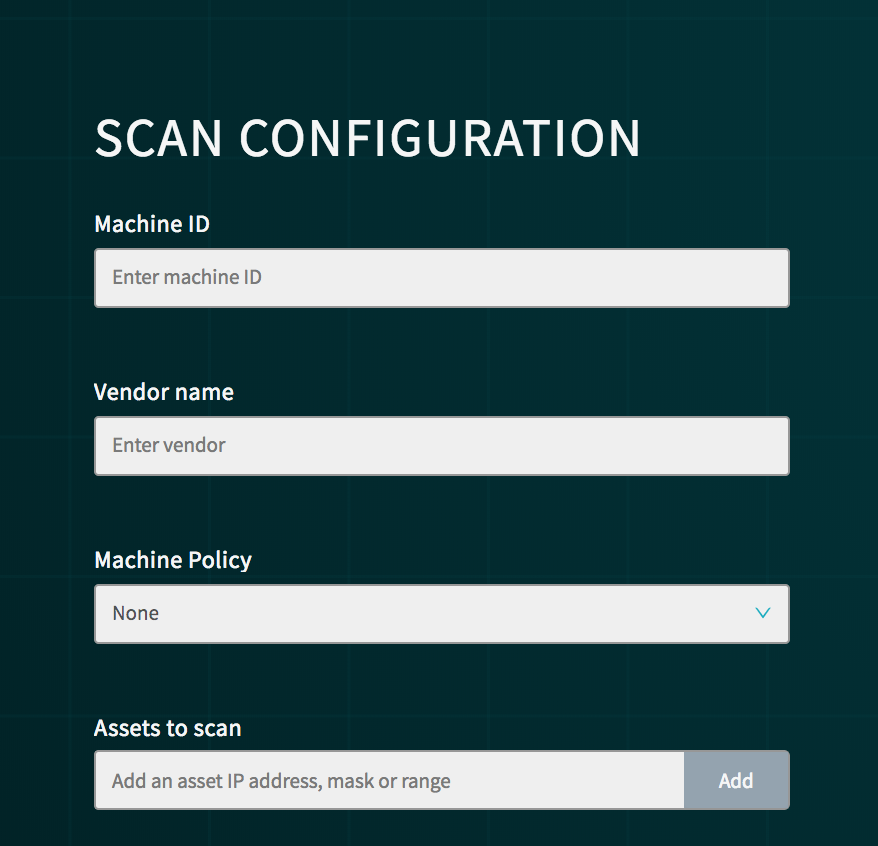 SCAN CONFIGURATION
Machine ID
Enter machine ID
Vendor name
Enter vendor
Machine Policy
None
Assets to scan
Add an asset IP address, mask or range
Add